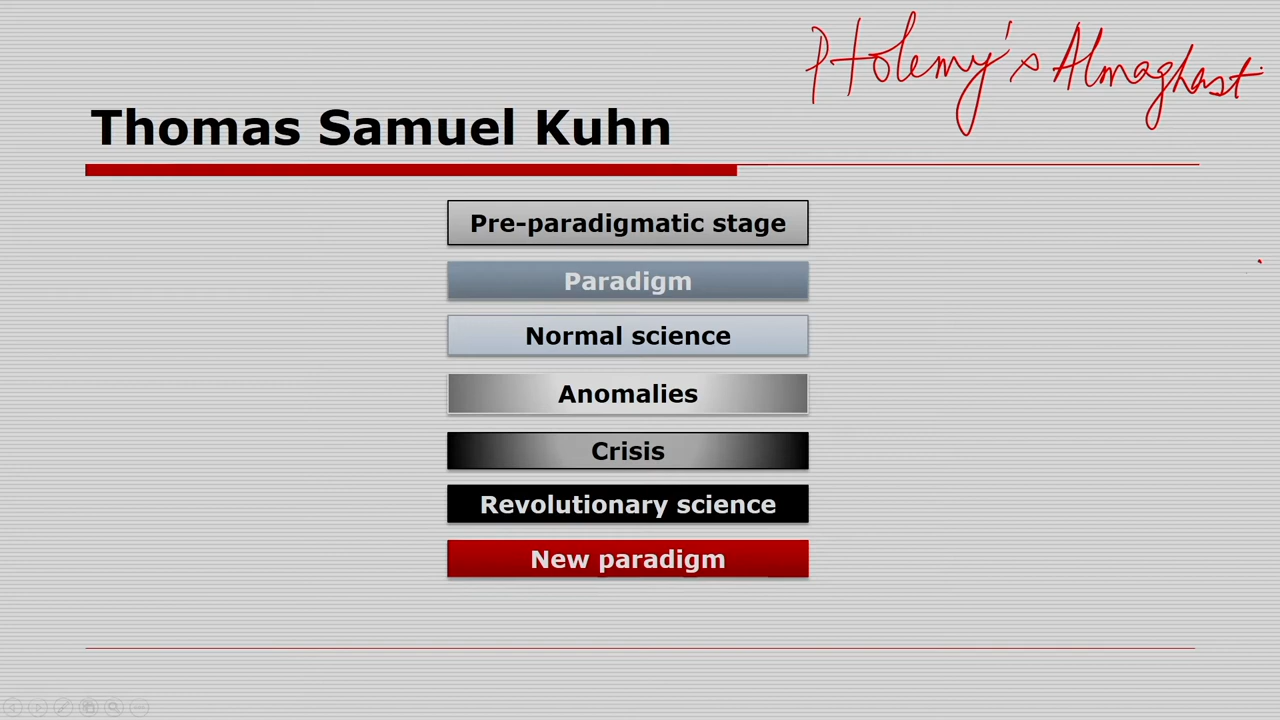 Ptolemy's Almaghast
Thomas Samuel Kuhn
Pre-paradigmatic stage
Paradigm
Normal science
Anomalies
Crisis
Revolutionary science
New paradigm